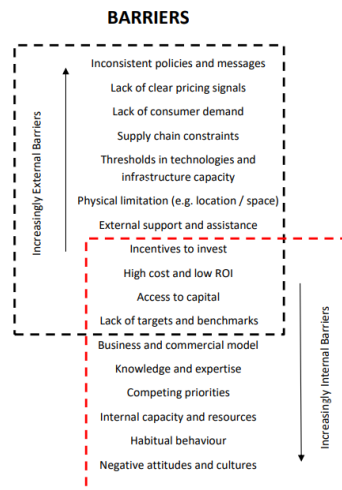 BARRIERS
Inconsistent policies and messages
Lack of clear pricing signals
Lack of consumer demand
Supply chain constraints
Thresholds in technologies and
infrastructure capacity
Physical limitation (e.g. location / space)
External support and assistance
Incentives to invest
High cost and low ROI
Access to capital
Lack of targets and benchmarks
Business and commercial model
Knowledge and expertise
Competing priorities
Internal capacity and resources
Habitual behaviour
Negative attitudes and cultures
Increasingly External Barriers
Increasingly Internal Barriers